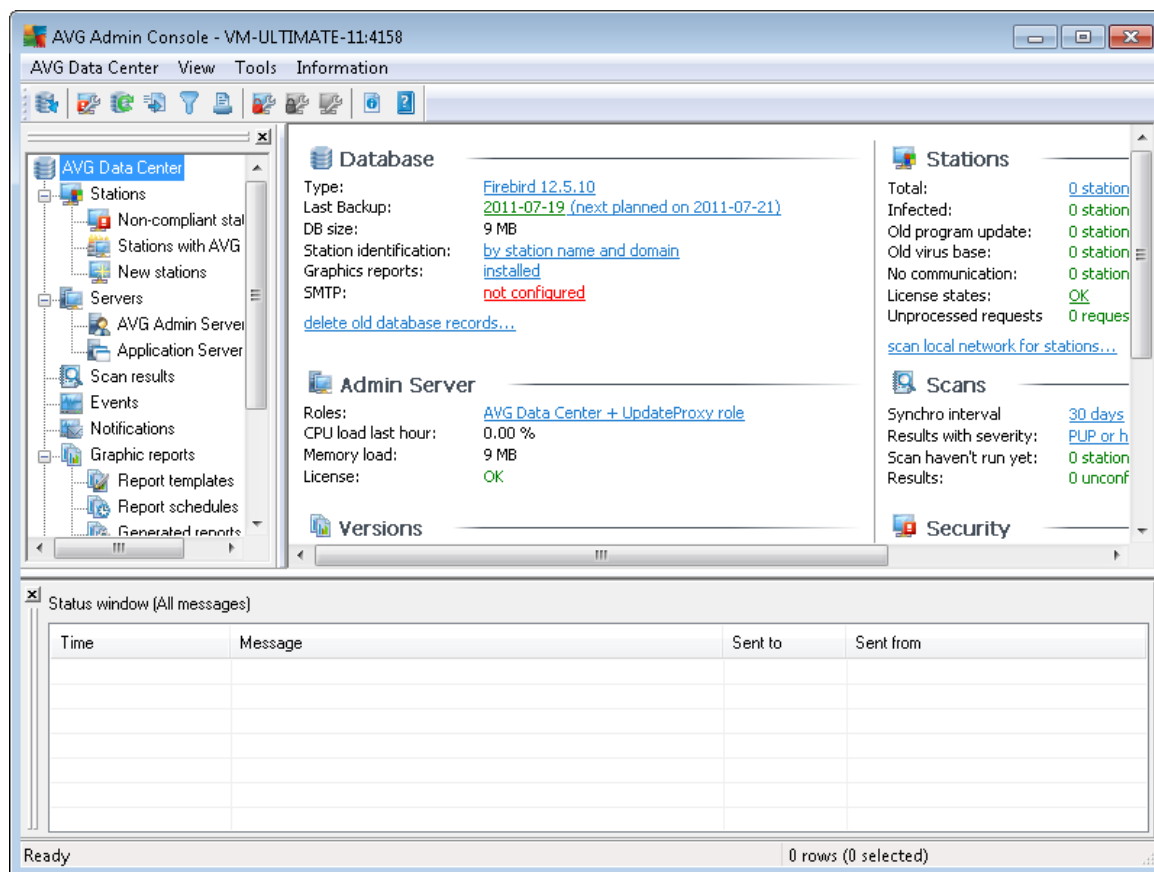 AVG Admin Console - VM-ULTIMATE-11:4158
AVG Data Center View Tools Information
AVG Data Center
Stations
Non-compliant stat
Stations with AVG
New stations
Servers
AVG Admin Server
Application Server
Scan results
Events
Notifications
Graphic reports
Report templates
Report schedules
Generated reports
Database
Type: Firebird 12.5.10
Last Backup: 2011-07-19 (next planned on 2011-07-21)
DB size: 9 MB
Station identification: by station name and domain
Graphics reports: installed
SMTP: not configured
delete old database records...
Admin Server
Roles: AVG Data Center + UpdateProxy role
CPU load last hour: 0.00 %
Memory load: 9 MB
License: OK
Versions
Stations
Total: 0 station
Infected: 0 station
Old program update: 0 station
Old virus base: 0 station
No communication: 0 station
License states: OK
Unprocessed requests 0 reques
scan local network for stations...
Scans
Synchro interval 30 days
Results with severity: PUP or h
Scan haven't run yet: 0 station
Results: 0 unconf
Security
Status window (All messages)
Time Message Sent to Sent from
Ready 0 rows (0 selected)